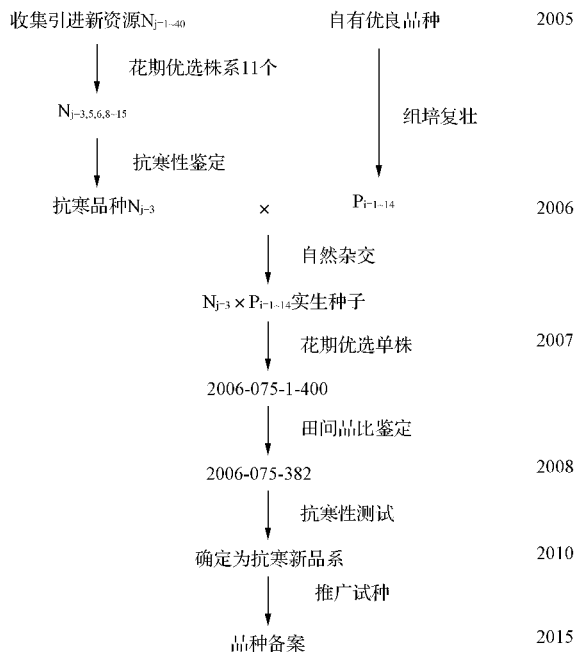 收集引进新资源Nj=1~40 自有优良品种 2005
花期优选株系11个
Nj=3,5,6,8=15 组培复壮
抗寒性鉴定
抗寒品种Nj=3 × Pi=1~14 2006
自然杂交
Nj=3×Pi=1~14实生种子
花期优选单株 2007
2006-075-1-400
田间品比鉴定
2006-075-382 2008
抗寒性测试
确定为抗寒新品系 2010
推广试种
品种备案 2015